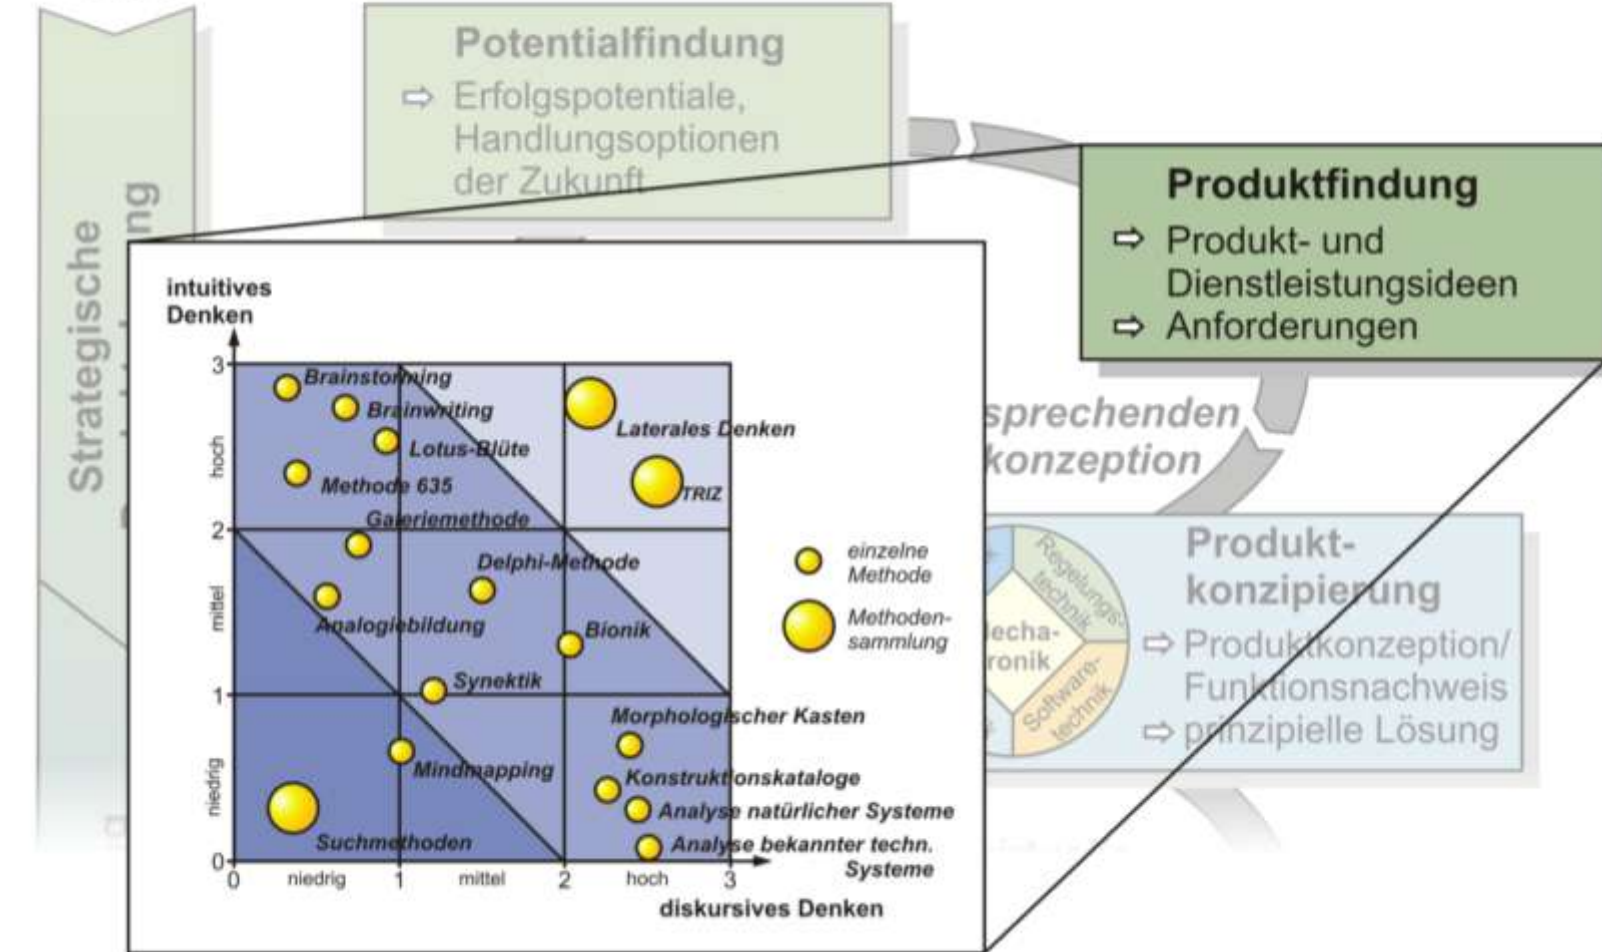 Potentialfindung
Erfolgspotentiale,
Handlungsoptionen
der Zukunft
Strategische
Produktfindung
Produkt- und
Dienstleistungsideen
Anforderungen
intuitives
Denken
3
hoch
2
mittel
1
niedrig
0
Brainstorming
Brainwriting
Lotus-Blüte
Methode 635
Galeriemethode
Laterales Denken
TRIZ
Delphi-Methode
Analogiebildung
Bionik
Synektik
Morphologischer Kasten
Mindmapping
Konstruktionskataloge
Analyse natürlicher Systeme
Suchmethoden
Analyse bekannter techn.
Systeme
0 niedrig 1 mittel 2 hoch 3
diskursives Denken
einzelne
Methode
Methoden-
sammlung
sprechenden
konzeption
Regelungs-
technik
echa-
ronik
Software-
technik
Produkt-
konzipierung
Produktkonzeption/
Funktionsnachweis
prinzipielle Lösung